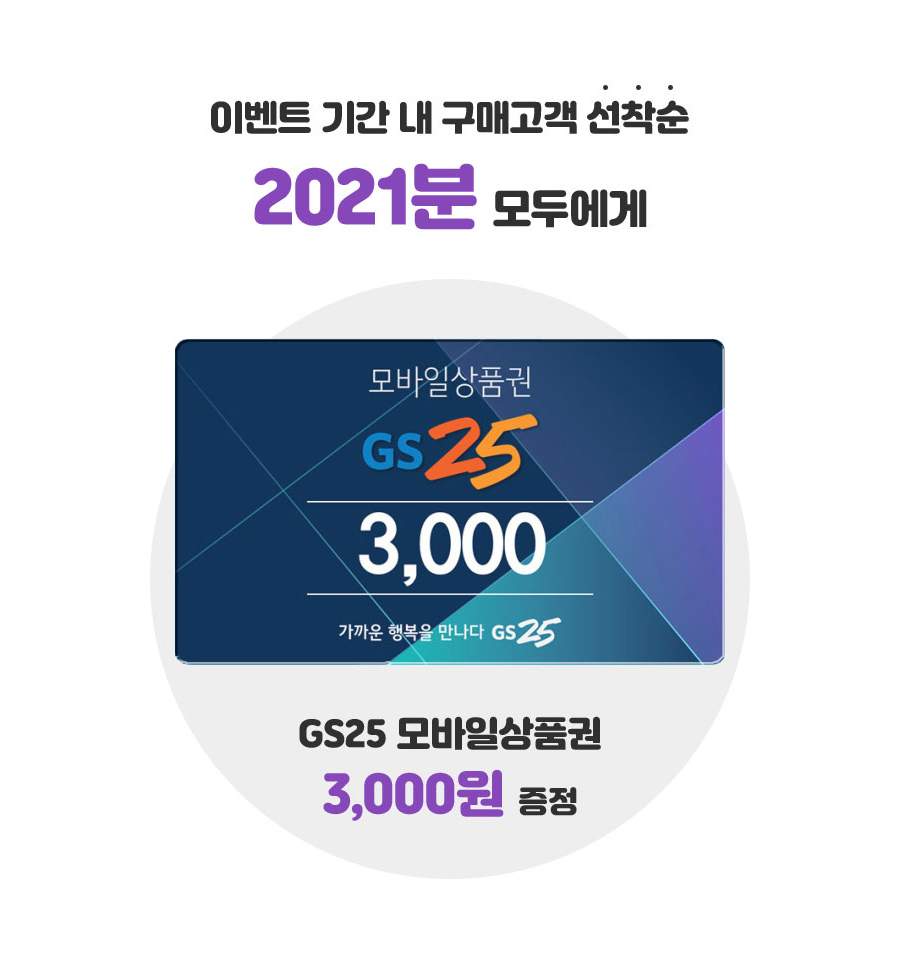 이벤트 기간 내 구매고객 선착순
2021분 모두에게
모바일상품권
GS25
3,000
가까운 행복을 만나다 GS25
GS25 모바일상품권
3,000원 증정